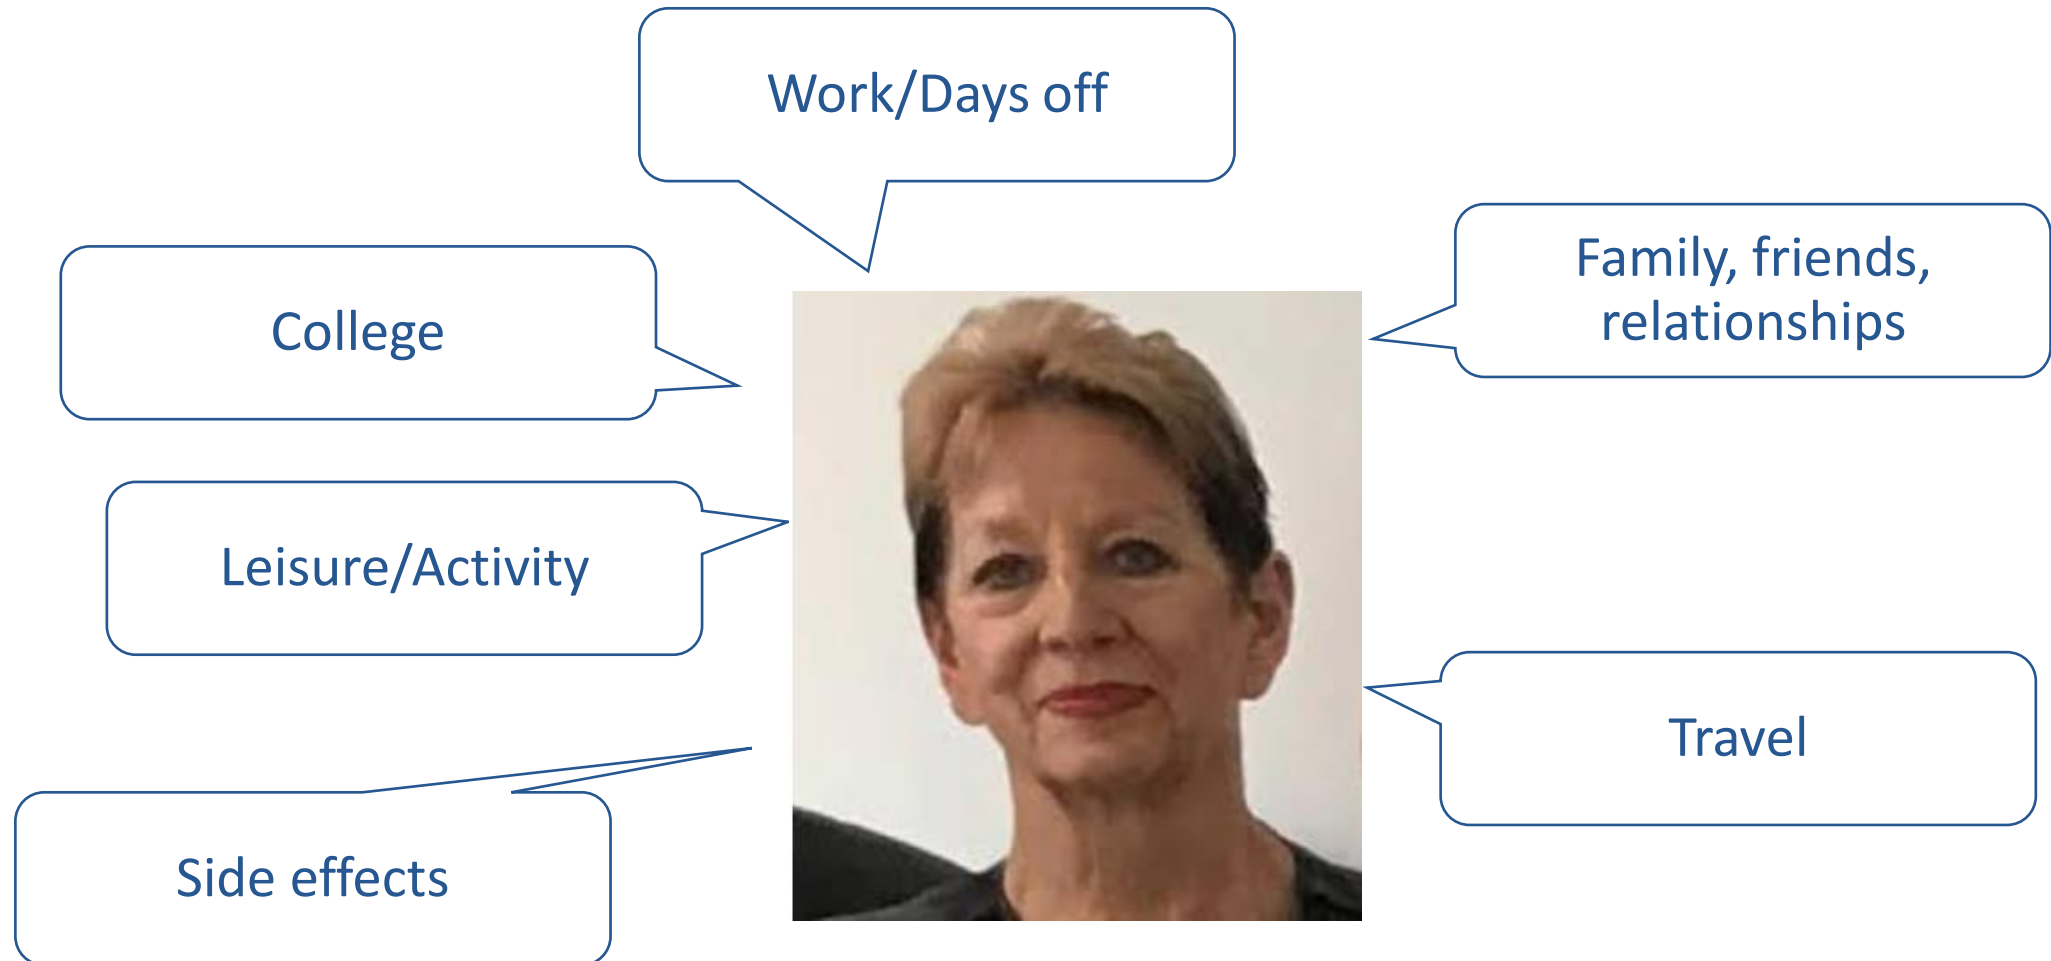 Work/Days off
Family, friends,
relationships
College
Leisure/Activity
Travel
Side effects